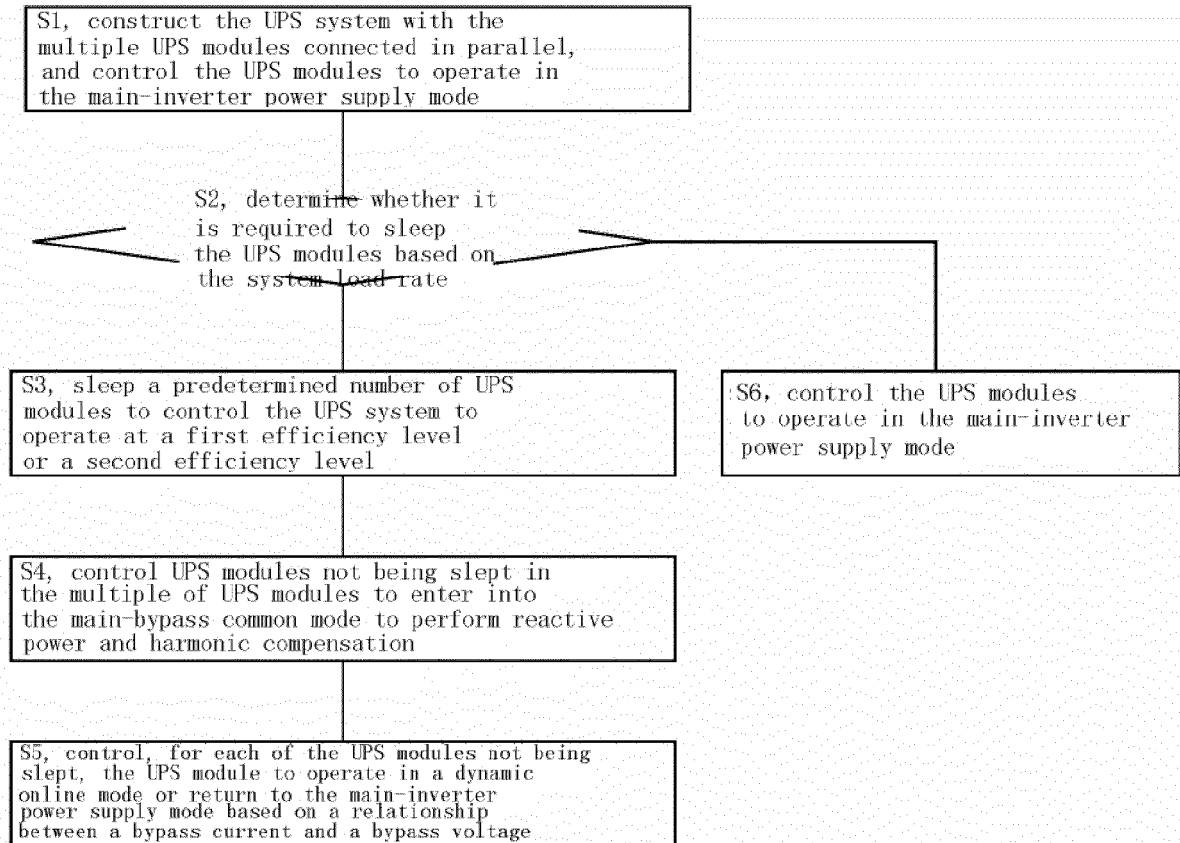 S1, construct the UPS system with the
multiple UPS modules connected in parallel,
and control the UPS modules to operate in
the main-inverter power supply mode
S2, determine whether it
is required to sleep
the UPS modules based on
the system load rate
S3, sleep a predetermined number of UPS
modules to control the UPS system to
operate at a first efficiency level
or a second efficiency level
S6, control the UPS modules
to operate in the main-inverter
power supply mode
S4, control UPS modules not being slept in
the multiple of UPS modules to enter into
the main-bypass common mode to perform reactive
power and harmonic compensation
S5, control, for each of the UPS modules not being
slept, the UPS module to operate in a dynamic
online mode or return to the main-inverter
power supply mode based on a relationship
between a bypass current and a bypass voltage